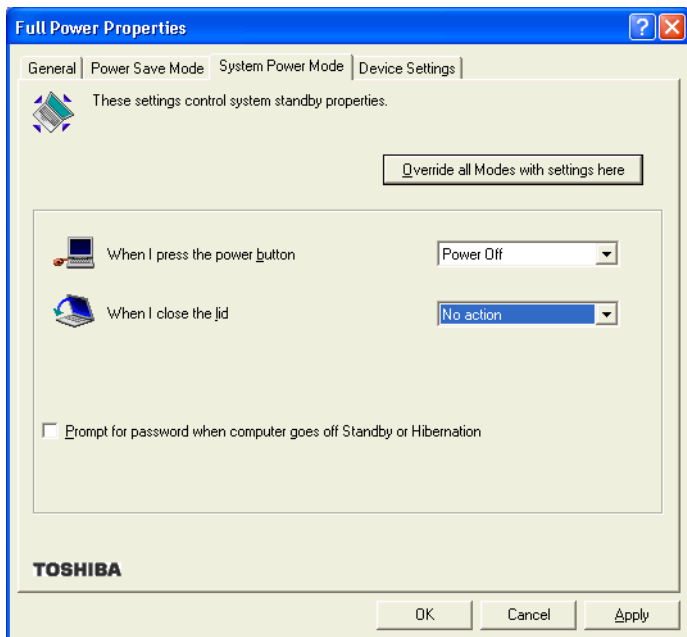 Full Power Properties
General Power Save Mode System Power Mode Device Settings
These settings control system standby properties.
Override all Modes with settings here
When I press the power button Power Off
When I close the lid No action
Prompt for password when computer goes off Standby or Hibernation
TOSHIBA
OK Cancel Apply